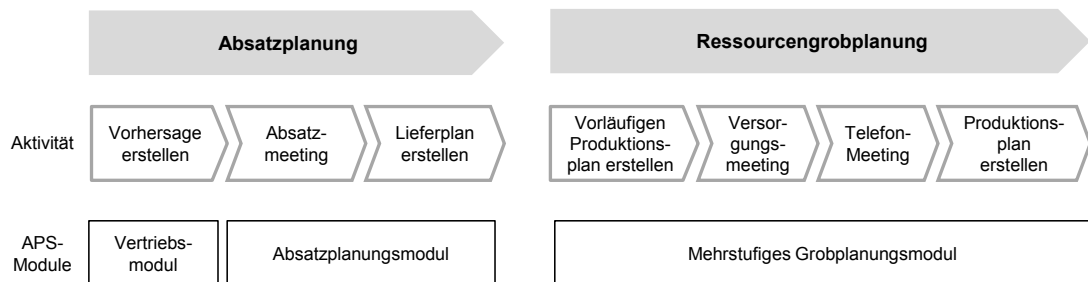 Absatzplanung
Ressourcengrobplanung
Aktivität
Vorhersage
erstellen
Absatz-
meeting
Lieferplan
erstellen
Vorläufigen
Produktions-
plan erstellen
Versor-
gungs-
meeting
Telefon-
Meeting
Produktions-
plan
erstellen
APS-
Module
Vertriebs-
modul
Absatzplanungsmodul
Mehrstufiges Grobplanungsmodul